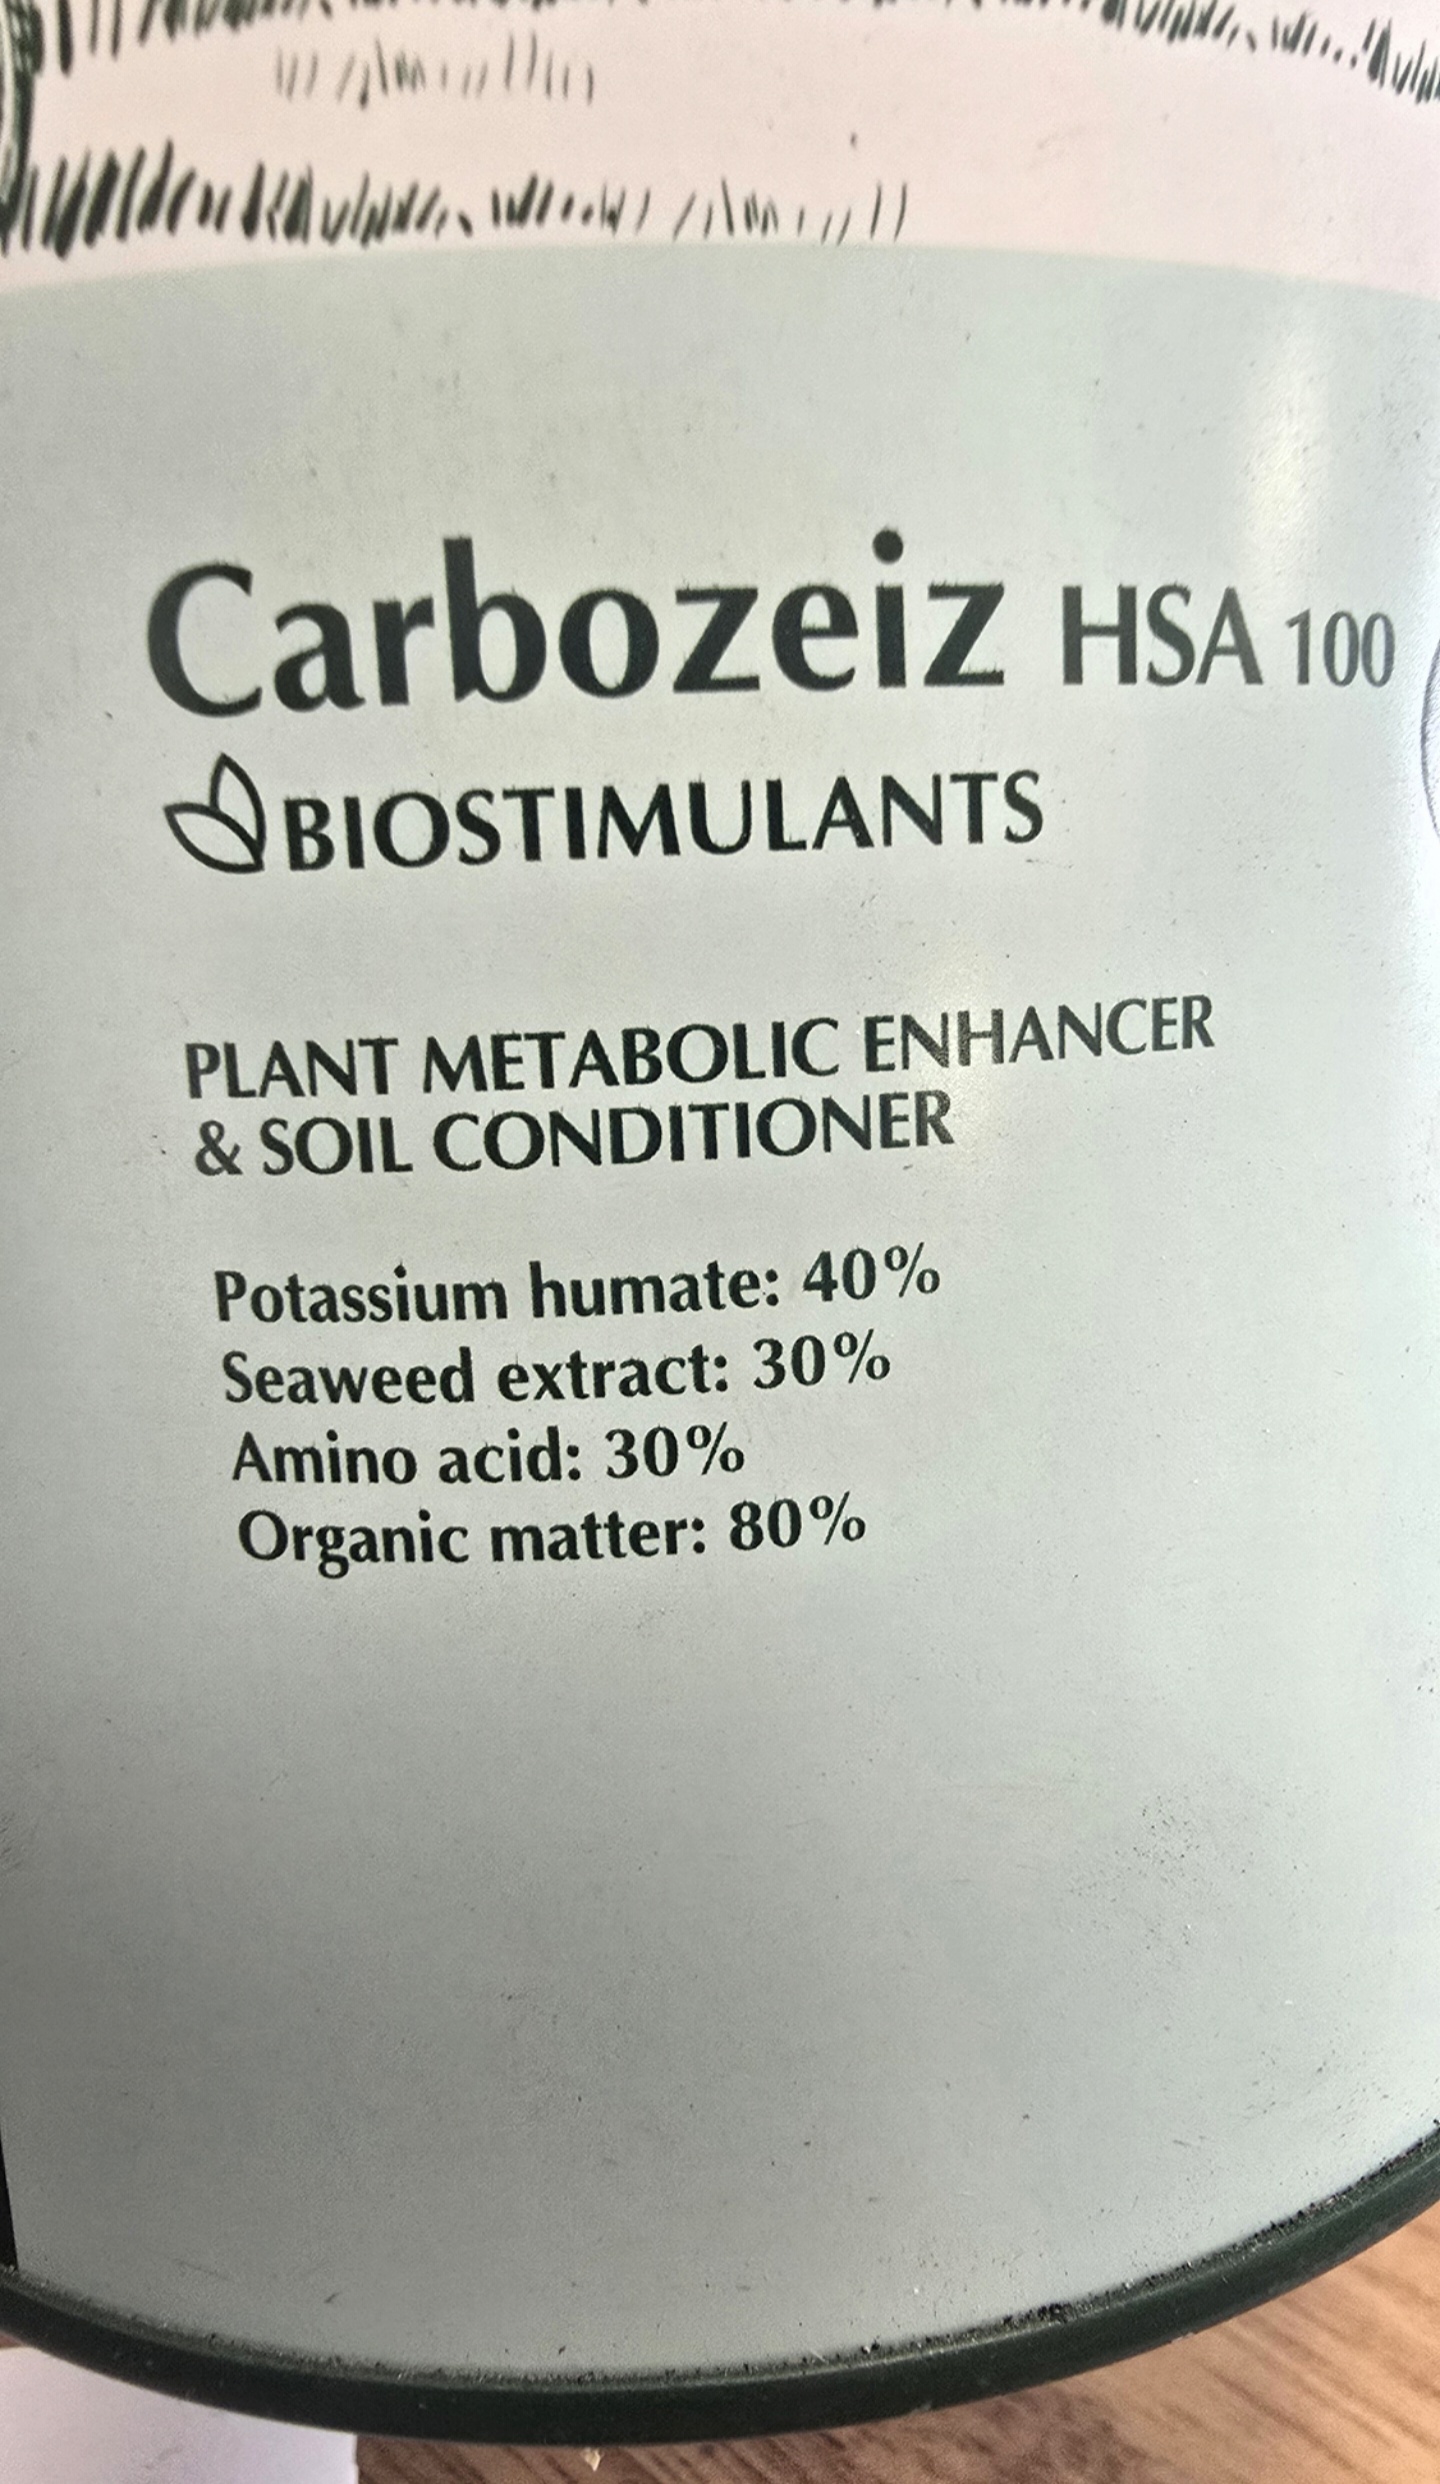 Carbozeiz HSA 100
BIOSTIMULANTS
PLANT METABOLIC ENHANCER
& SOIL CONDITIONER
Potassium humate: 40%
Seaweed extract: 30%
Amino acid: 30%
Organic matter: 80%